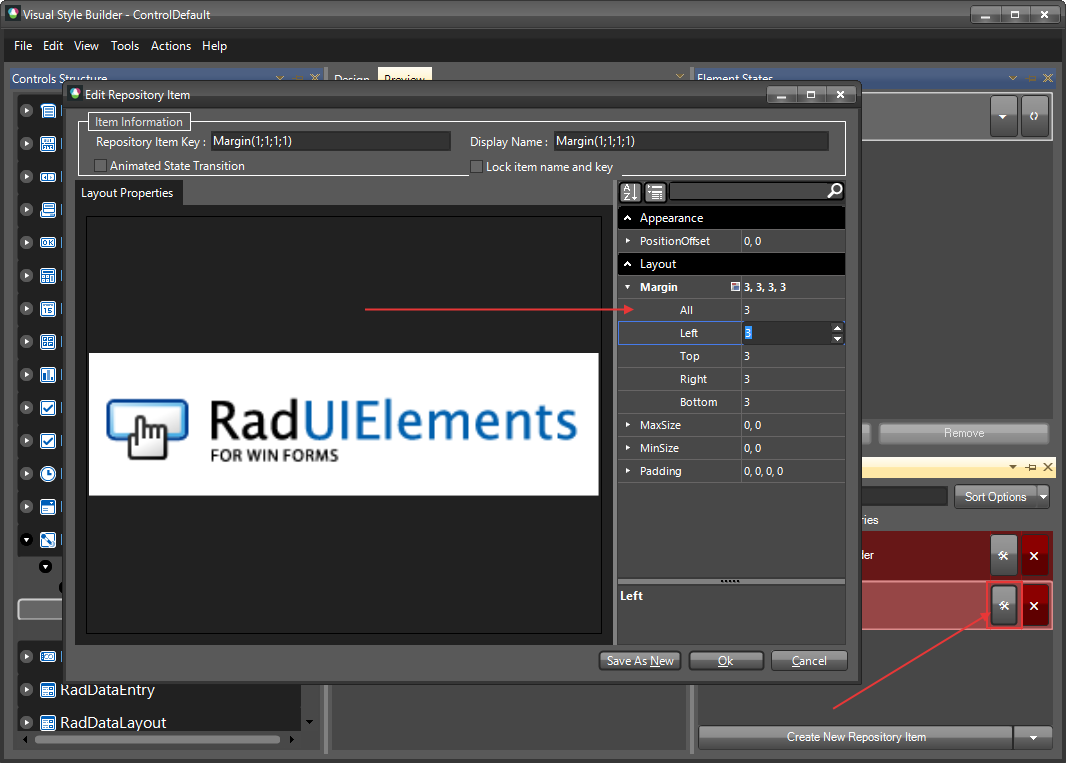 Visual Style Builder - ControlDefault
File Edit View Tools Actions Help
Controls Structure
Design Preview
Element States
Edit Repository Item
Item Information
Repository Item Key : Margin(1;1;1;1)
Display Name : Margin(1;1;1;1)
Animated State Transition
Lock item name and key
Layout Properties
Appearance
PositionOffset 0, 0
Layout
Margin 3, 3, 3, 3
All 3
Left 3
Top 3
Right 3
Bottom 3
MaxSize 0, 0
MinSize 0, 0
Padding 0, 0, 0, 0
RadUIElements
FOR WIN FORMS
Left
Save As New Ok Cancel
Remove
Sort Options
ries
der
RadDataEntry
RadDataLayout
Create New Repository Item